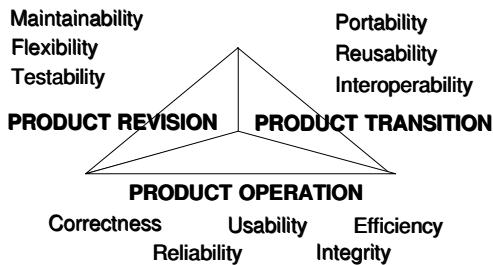 Maintainability
Flexibility
Testability
Portability
Reusability
Interoperability
PRODUCT REVISION
PRODUCT TRANSITION
PRODUCT OPERATION
Correctness Usability Efficiency
Reliability Integrity